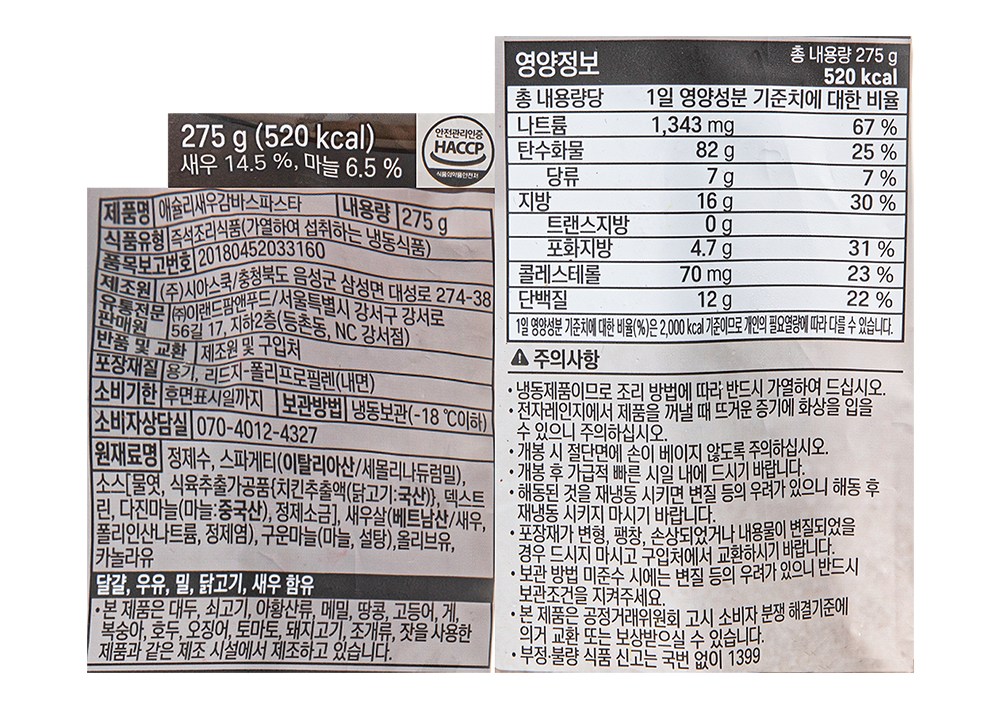 275 g (520 kcal)
새우 14.5 %, 마늘 6.5 %
안전관리인증
HACCP
식품의약품안전처
제품명 애슐리새우감바스파스타 내용량 275 g
식품유형 즉석조리식품(가열하여 섭취하는 냉동식품)
품목보고번호 20180452033160
제조원 (주)시아스쿡/충청북도 음성군 삼성면 대성로 274-38
유통전문판매원 ㈜이랜드팜앤푸드/서울특별시 강서구 강서로
56길 17, 지하2층(등촌동, NC 강서점)
반품 및 교환 제조원 및 구입처
포장재질 용기, 리드지-폴리프로필렌(내면)
소비기한 후면표시일까지 보관방법 냉동보관(-18 ℃이하)
소비자상담실 070-4012-4327
원재료명 정제수, 스파게티(이탈리아산/세몰리나듀럼밀),
소스[물엿, 식육추출가공품{치킨추출액(닭고기:국산)}, 덱스트
린, 다진마늘(마늘:중국산), 정제소금], 새우살(베트남산/새우,
폴리인산나트륨, 정제염), 구운마늘(마늘, 설탕),올리브유,
카놀라유
달걀, 우유, 밀, 닭고기, 새우 함유
•본 제품은 대두, 쇠고기, 아황산류, 메밀, 땅콩, 고등어, 게,
복숭아, 호두, 오징어, 토마토, 돼지고기, 조개류, 잣을 사용한
제품과 같은 제조 시설에서 제조하고 있습니다.
영양정보 총 내용량 275 g
520 kcal
총 내용량당 1일 영양성분 기준치에 대한 비율
나트륨 1,343 mg 67 %
탄수화물 82 g 25 %
당류 7 g 7 %
지방 16 g 30 %
트랜스지방 0 g
포화지방 4.7 g 31 %
콜레스테롤 70 mg 23 %
단백질 12 g 22 %
1일 영양성분 기준치에 대한 비율(%)은 2,000 kcal 기준이므로 개인의 필요열량에 따라 다를 수 있습니다.
주의사항
•냉동제품이므로 조리 방법에 따라 반드시 가열하여 드십시오.
•전자레인지에서 제품을 꺼낼 때 뜨거운 증기에 화상을 입을
수 있으니 주의하십시오.
•개봉 시 절단면에 손이 베이지 않도록 주의하십시오.
•개봉 후 가급적 빠른 시일 내에 드시기 바랍니다.
•해동된 것을 재냉동 시키면 변질 등의 우려가 있으니 해동 후
재냉동 시키지 마시기 바랍니다.
•포장재가 변형, 팽창, 손상되었거나 내용물이 변질되었을
경우 드시지 마시고 구입처에서 교환하시기 바랍니다.
•보관 방법 미준수 시에는 변질 등의 우려가 있으니 반드시
보관조건을 지켜주세요.
•본 제품은 공정거래위원회 고시 소비자 분쟁 해결기준에
의거 교환 또는 보상받으실 수 있습니다.
•부정·불량 식품 신고는 국번 없이 1399